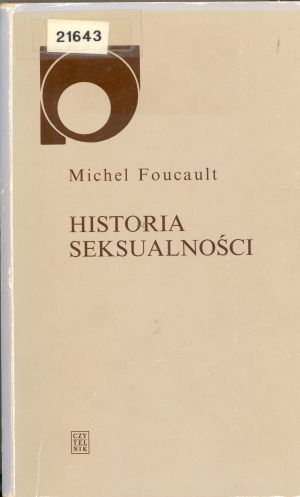 21643
Michel Foucault
HISTORIA
SEKSUALNOŚCI
CZY
TEL
NIK